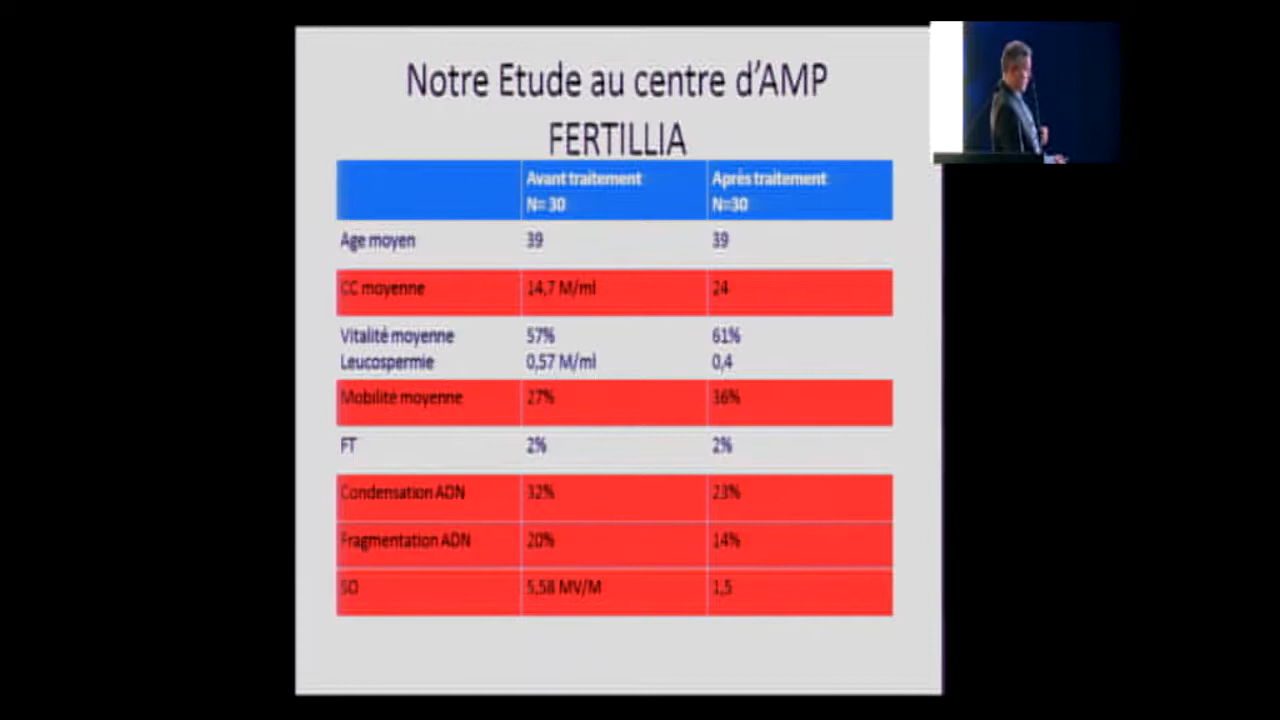 Notre Etude au centre d'AMP
FERTILLIA
Avant traitement Après traitement
N= 30 N=30
Age moyen 39 39
CC moyenne 14,7 M/ml 24
Vitalité moyenne 57% 61%
Leucospermie 0,57 M/ml 0,4
Mobilité moyenne 27% 36%
FT 2% 2%
Condensation ADN 32% 23%
Fragmentation ADN 20% 14%
SO 5,58 MV/M 1,5